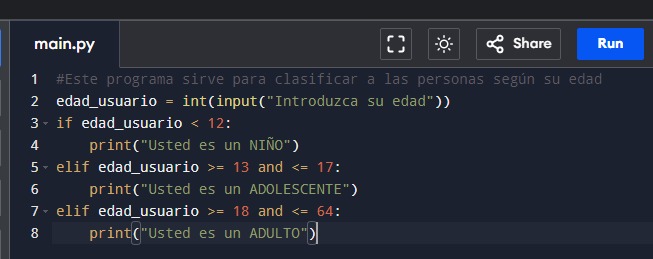 main.py
Share
Run
1 #Este programa sirve para clasificar a las personas según su edad
2 edad_usuario = int(input("Introduzca su edad"))
3 if edad_usuario < 12:
4     print("Usted es un NIÑO")
5 elif edad_usuario >= 13 and <= 17:
6     print("Usted es un ADOLESCENTE")
7 elif edad_usuario >= 18 and <= 64:
8     print("Usted es un ADULTO")